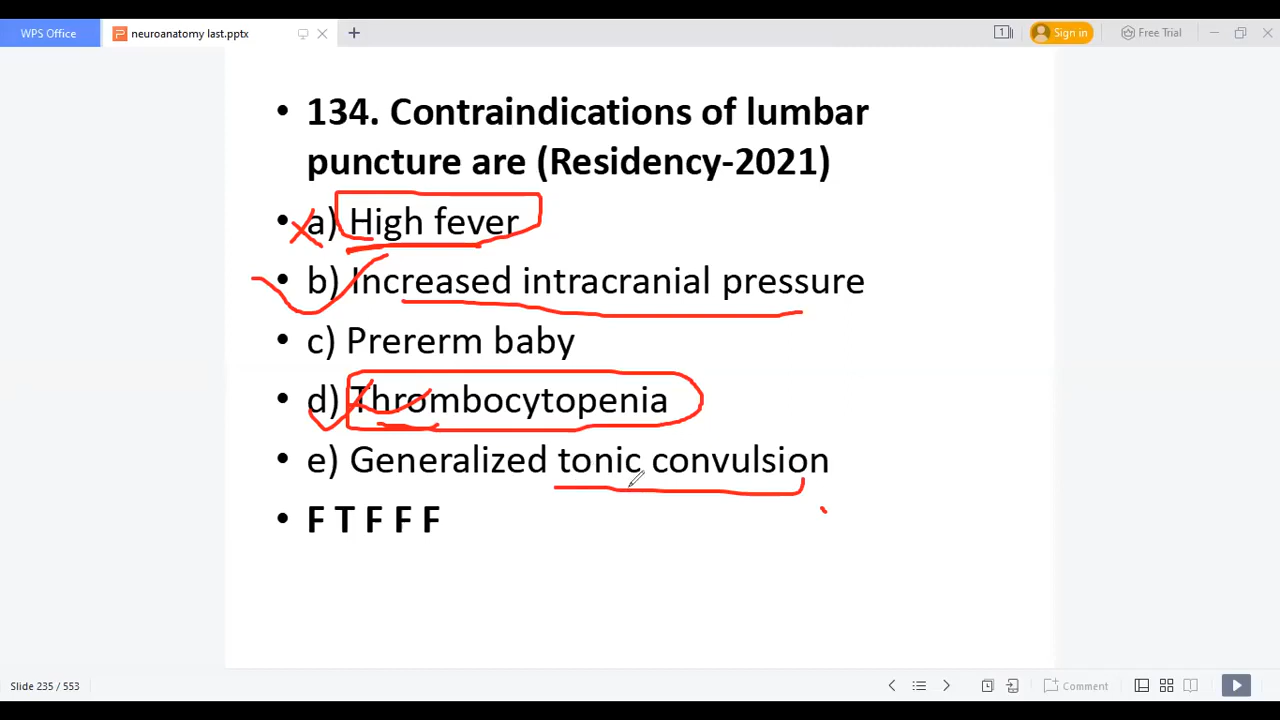 WPS Office
neuroanatomy last.pptx
1
Sign in
Free Trial
• 134. Contraindications of lumbar
puncture are (Residency-2021)
• a) High fever
• b) Increased intracranial pressure
• c) Prererm baby
• d) Thrombocytopenia
• e) Generalized tonic convulsion
• F T F F F
Slide 235 / 553
Comment